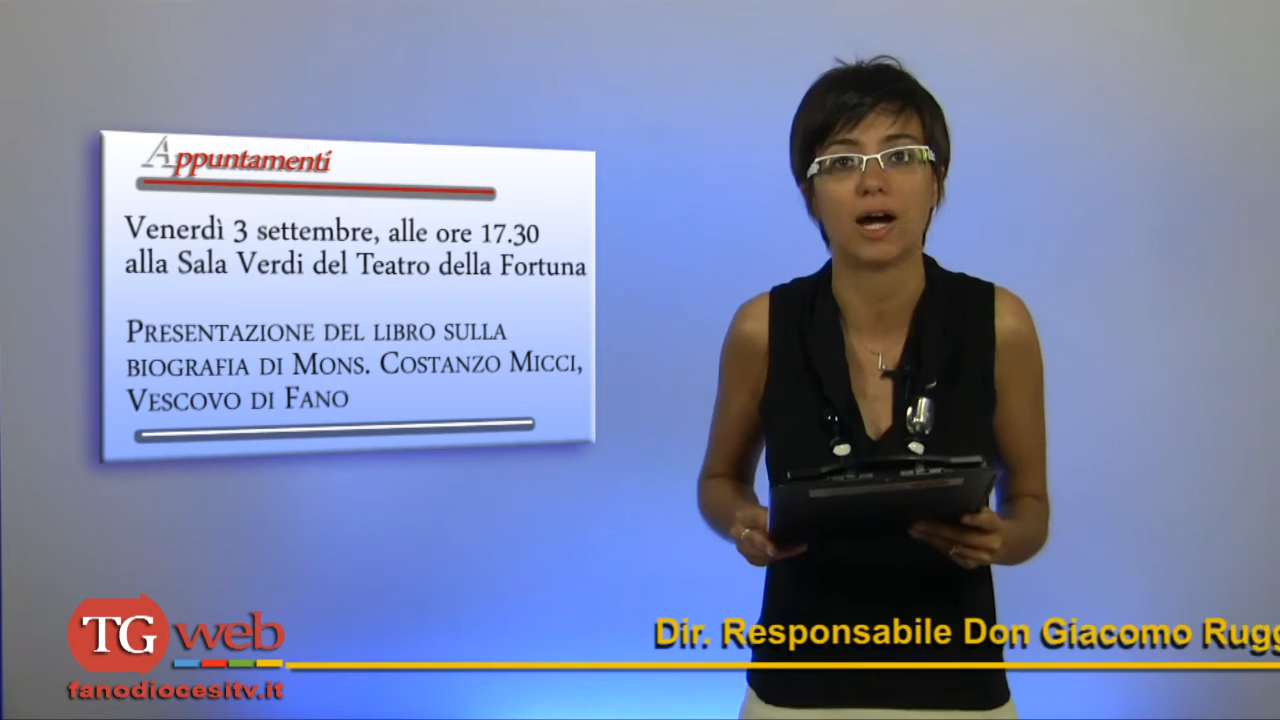 Appuntamenti
Venerdì 3 settembre, alle ore 17.30
alla Sala Verdi del Teatro della Fortuna
Presentazione del libro sulla
biografia di Mons. Costanzo Micci,
Vescovo di Fano
TG web
fanodiocesitv.it
Dir. Responsabile Don Giacomo Rugg